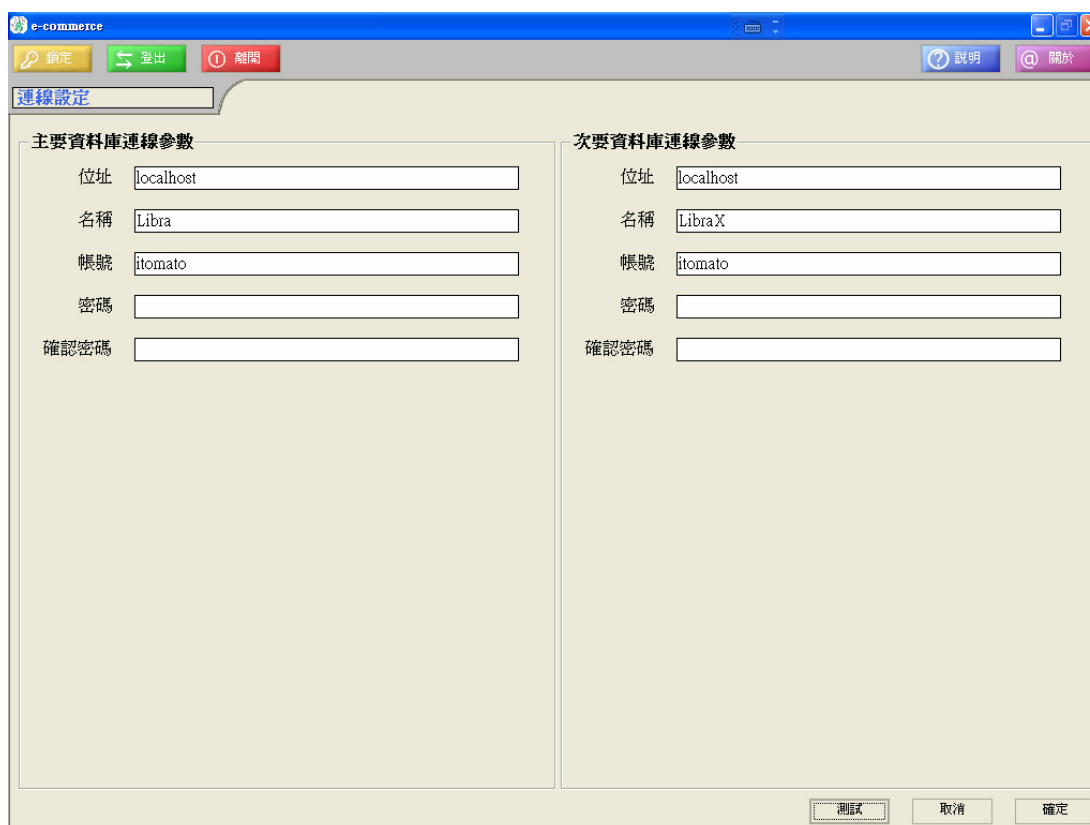 e-commerce
鎖定 登出 離開 説明 @ 關於
連線設定
主要資料庫連線參數
位址 localhost
名稱 Libra
帳號 itomato
密碼
確認密碼
次要資料庫連線參數
位址 localhost
名稱 LibraX
帳號 itomato
密碼
確認密碼
測試 取消 確定